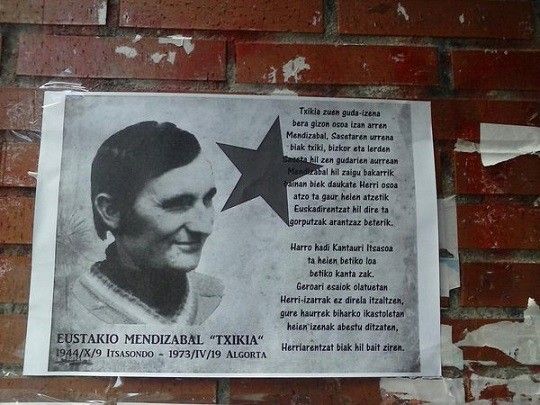 Txikia zuen guda-izena
bera gizon osoa izan arren
Mendizabal, Sasetaren urrena
biak txiki, bizkor eta lerden
Saseta hil zen gudarien aurrean
Mendizabal hil zaigu bakarrik
bainan biek daukate Herri osoa
atzo ta gaur heien atzetik
Euskadirentzat hil dire ta
gorputzak arantzaz beterik.
Harro hadi Kantauri Itsasoa
ta heien betiko loa
betiko kanta zak.
Geroari esaiok olatuetan
Herri-izarrak ez direla itzaltzen,
gure haurrek biharko ikastoletan
heien izenak abestu ditzaten,
Herriarentzat biak hil bait ziren.
EUSTAKIO MENDIZABAL "TXIKIA"
1944/X/9 ITSASONDO - 1973/IV/19 ALGORTA